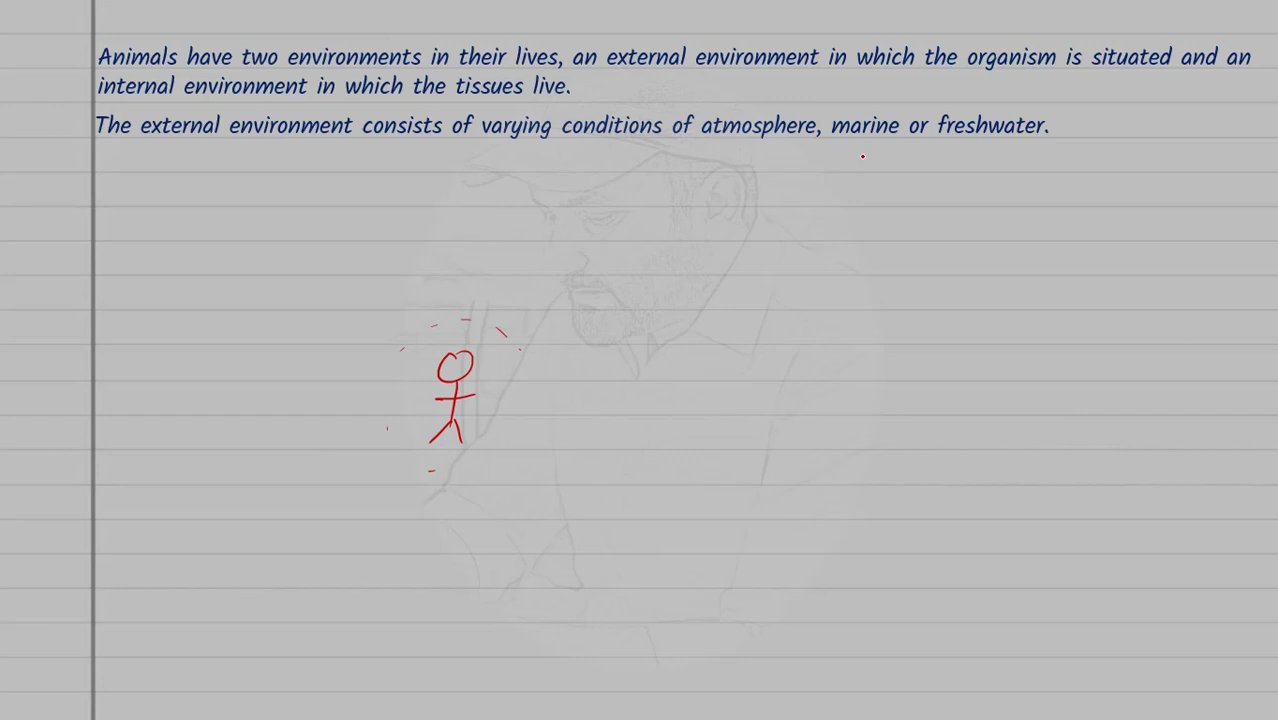 Animals have two environments in their lives, an external environment in which the organism is situated and an
internal environment in which the tissues live.
The external environment consists of varying conditions of atmosphere, marine or freshwater.